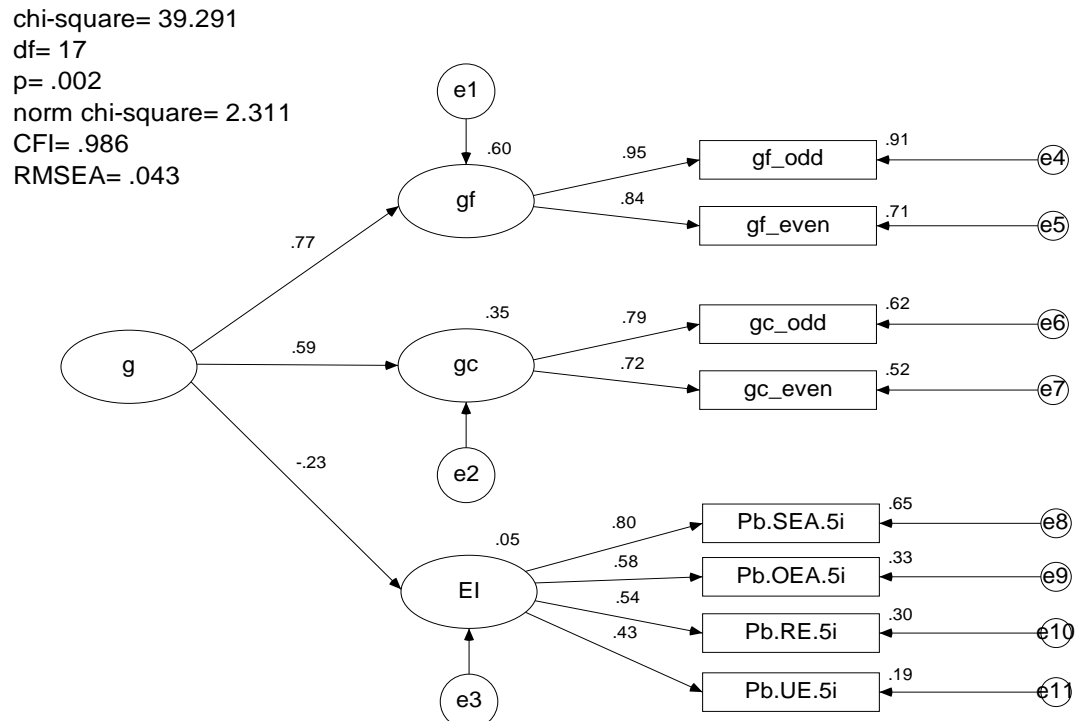 chi-square= 39.291
df= 17
p= .002
norm chi-square= 2.311
CFI= .986
RMSEA= .043
e1
.60
gf
.95
gf_odd
.91
e4
.84
gf_even
.71
e5
.77
.35
.79
gc_odd
.62
e6
g
.59
gc
.72
gc_even
.52
e7
-.23
e2
.05
.80
Pb.SEA.5i
.65
e8
EI
.58
Pb.OEA.5i
.33
e9
.54
Pb.RE.5i
.30
e10
.43
Pb.UE.5i
.19
e11
e3